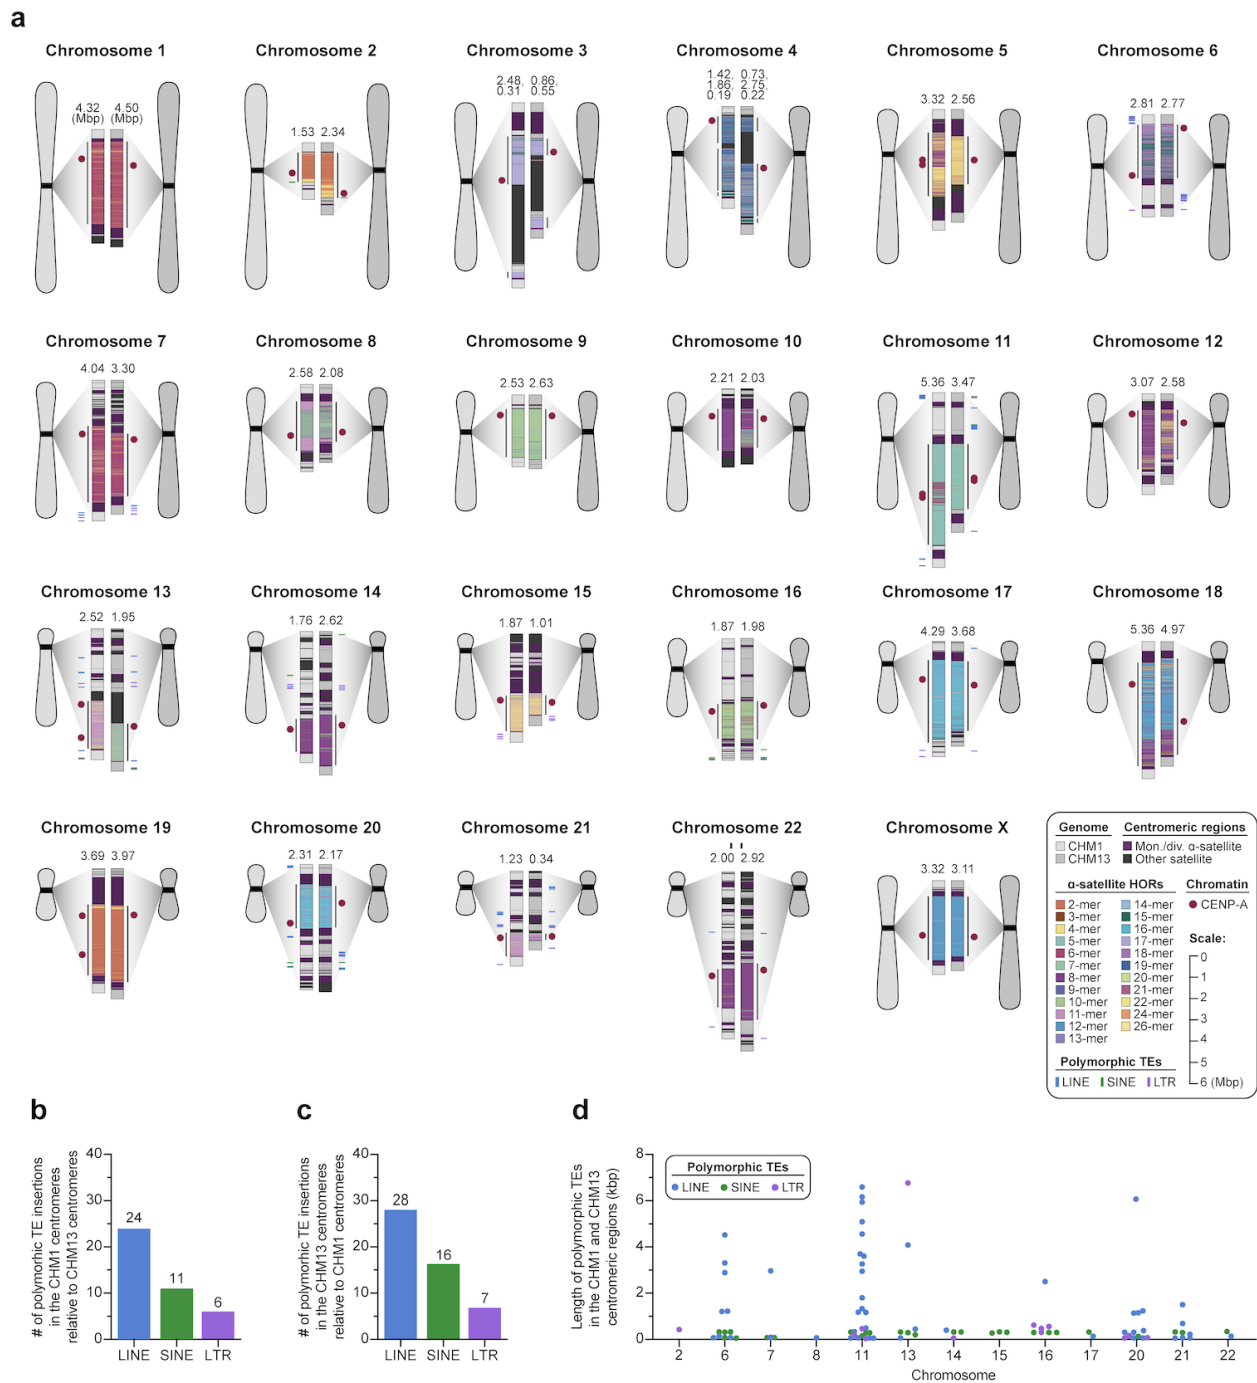 a
Chromosome 1
Chromosome 2
Chromosome 3
Chromosome 4
Chromosome 5
Chromosome 6
4.32 4.50
(Mbp) (Mbp)
1.53 2.34
2.48, 0.86,
0.31 0.55
1.42, 0.73,
1.86, 2.75,
0.19 0.22
3.32 2.56
2.81 2.77
Chromosome 7
Chromosome 8
Chromosome 9
Chromosome 10
Chromosome 11
Chromosome 12
4.04 3.30
2.58 2.08
2.53 2.63
2.21 2.03
5.36 3.47
3.07 2.58
Chromosome 13
Chromosome 14
Chromosome 15
Chromosome 16
Chromosome 17
Chromosome 18
2.52 1.95
1.76 2.62
1.87 1.01
1.87 1.98
4.29 3.68
5.36 4.97
Chromosome 19
Chromosome 20
Chromosome 21
Chromosome 22
Chromosome X
3.69 3.97
2.31 2.17
1.23 0.34
2.00 2.92
3.32 3.11
Genome
CHM1
CHM13
Centromeric regions
Mon./div. α-satellite
Other satellite
α-satellite HORs
2-mer
3-mer
4-mer
5-mer
6-mer
7-mer
8-mer
9-mer
10-mer
11-mer
12-mer
13-mer
14-mer
15-mer
16-mer
17-mer
18-mer
19-mer
20-mer
21-mer
22-mer
24-mer
26-mer
Chromatin
CENP-A
Scale:
0
1
2
3
4
5
6 (Mbp)
Polymorphic TEs
LINE SINE LTR
b
# of polymorhic TE insertions
in the CHM1 centromeres
relative to CHM13 centromeres
40
30
20
10
0
24
11
6
LINE SINE LTR
c
# of polymorphic TE insertions
in the CHM13 centromeres
relative to CHM1 centromeres
40
30
20
10
0
28
16
7
LINE SINE LTR
d
Length of polymorphic TEs
in the CHM1 and CHM13
centromeric regions (kbp)
8
6
4
2
0
Polymorphic TEs
LINE SINE LTR
2 6 7 8 11 13 14 15 16 17 20 21 22
Chromosome